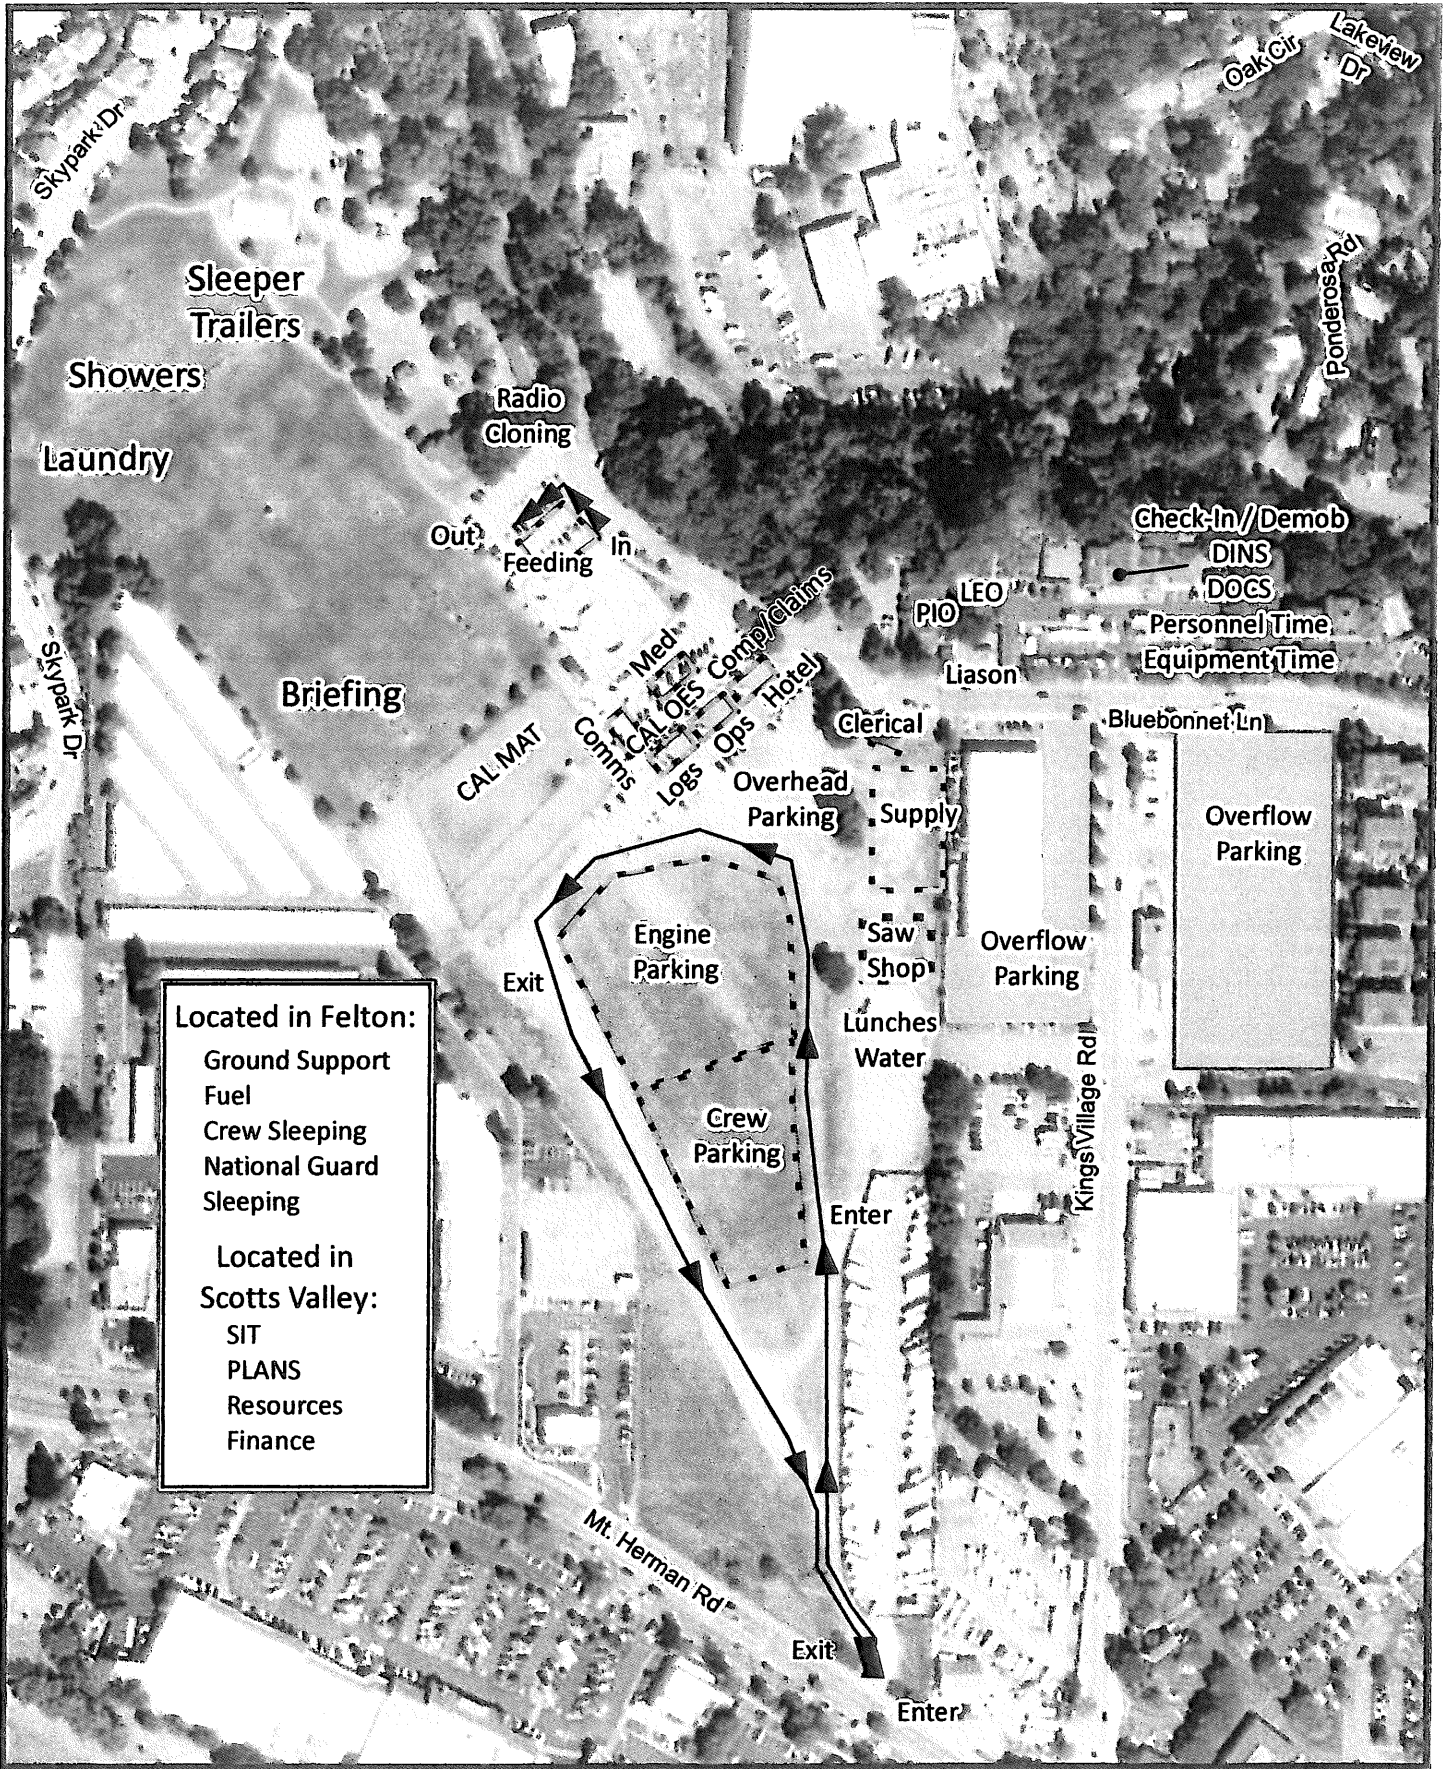 Lakeview
Dr
Oak Cir
Skypark Dr
Ponderosa Rd
Sleeper
Trailers
Showers
Laundry
Radio
Cloning
Out
In
Feeding
Check-In / Demob
DINS
DOCS
Personnel Time
Equipment Time
LEO
PIO
Liason
Skypark Dr
Briefing
Med
Comp/Claims
CAL OES
Hotel
Comms
Ops
Logs
CAL MAT
Clerical
Bluebonnet Ln
Overhead
Parking
Supply
Overflow
Parking
Engine
Parking
Saw
Shop
Overflow
Parking
Exit
Lunches
Water
Kings Village Rd
Crew
Parking
Enter
Located in Felton:
Ground Support
Fuel
Crew Sleeping
National Guard
Sleeping
Located in
Scotts Valley:
SIT
PLANS
Resources
Finance
Mt. Herman Rd
Exit
Enter